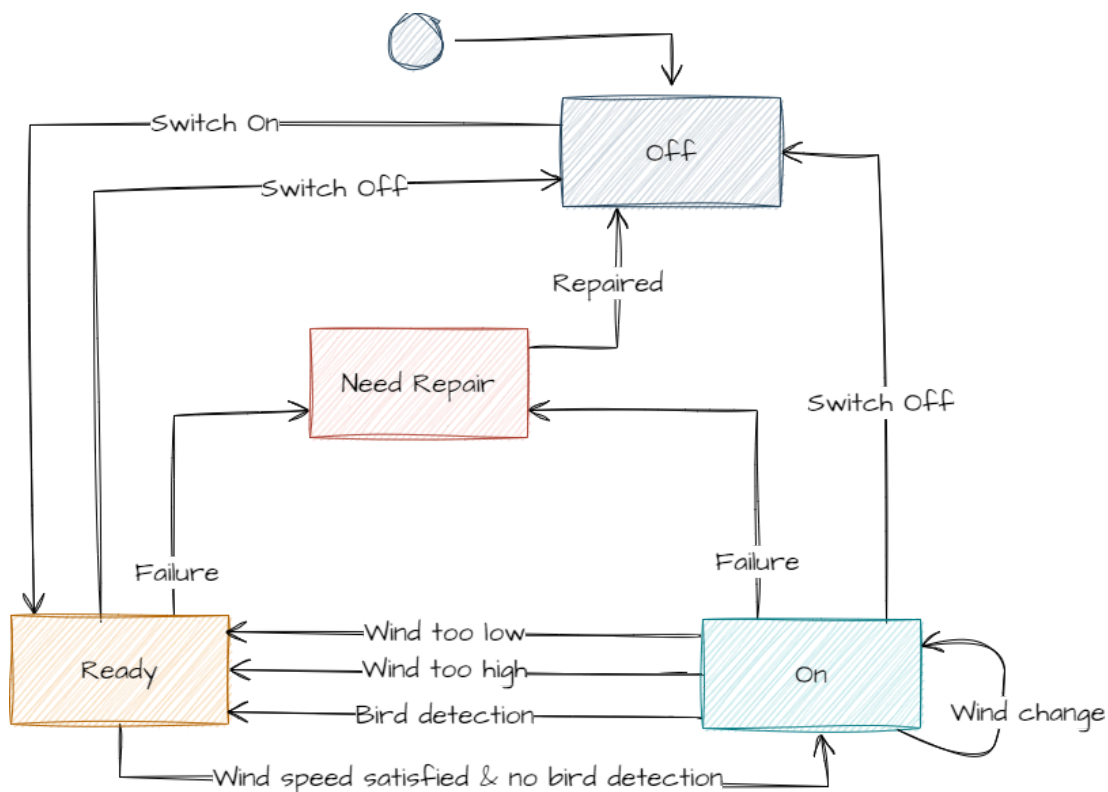 Switch On
Off
Switch Off
Repaired
Need Repair
Switch Off
Failure
Failure
Wind too low
Ready
Wind too high
On
Bird detection
Wind change
Wind speed satisfied & no bird detection